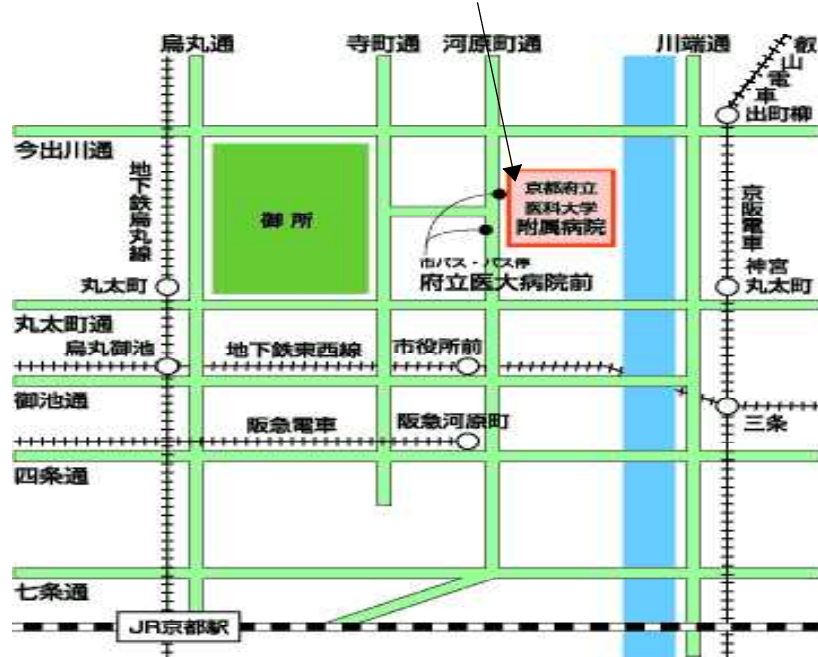 烏丸通
寺町通
河原町通
川端通
叡山電車
出町柳
今出川通
地下鉄烏丸線
御所
京都府立
医科大学
附属病院
京阪電車
市バス・バス停
府立医大病院前
丸太町
神宮
丸太町
丸太町通
烏丸御池
地下鉄東西線
市役所前
御池通
阪急電車
阪急河原町
三条
四条通
七条通
JR京都駅